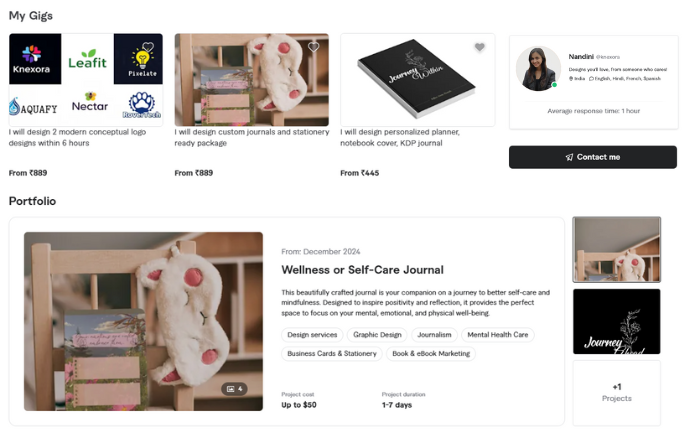 My Gigs
Knexora
Leafit
Pixelate
AQUAFY
Nectar
RoverTech
I will design 2 modern conceptual logo
designs within 6 hours
From ₹889
I will design custom journals and stationery
ready package
From ₹889
Journey
Within
I will design personalized planner,
notebook cover, KDP journal
From ₹445
Nandini @knexora
Designs you'll love, from someone who cares!
India English, Hindi, French, Spanish
Average response time: 1 hour
Contact me
Portfolio
4
From: December 2024
Wellness or Self-Care Journal
This beautifully crafted journal is your companion on a journey to better self-care and
mindfulness. Designed to inspire positivity and reflection, it provides the perfect
space to focus on your mental, emotional, and physical well-being.
Design services Graphic Design Journalism Mental Health Care
Business Cards & Stationery Book & eBook Marketing
Project cost Project duration
Up to $50 1-7 days
Journey
Ahead
+1
Projects